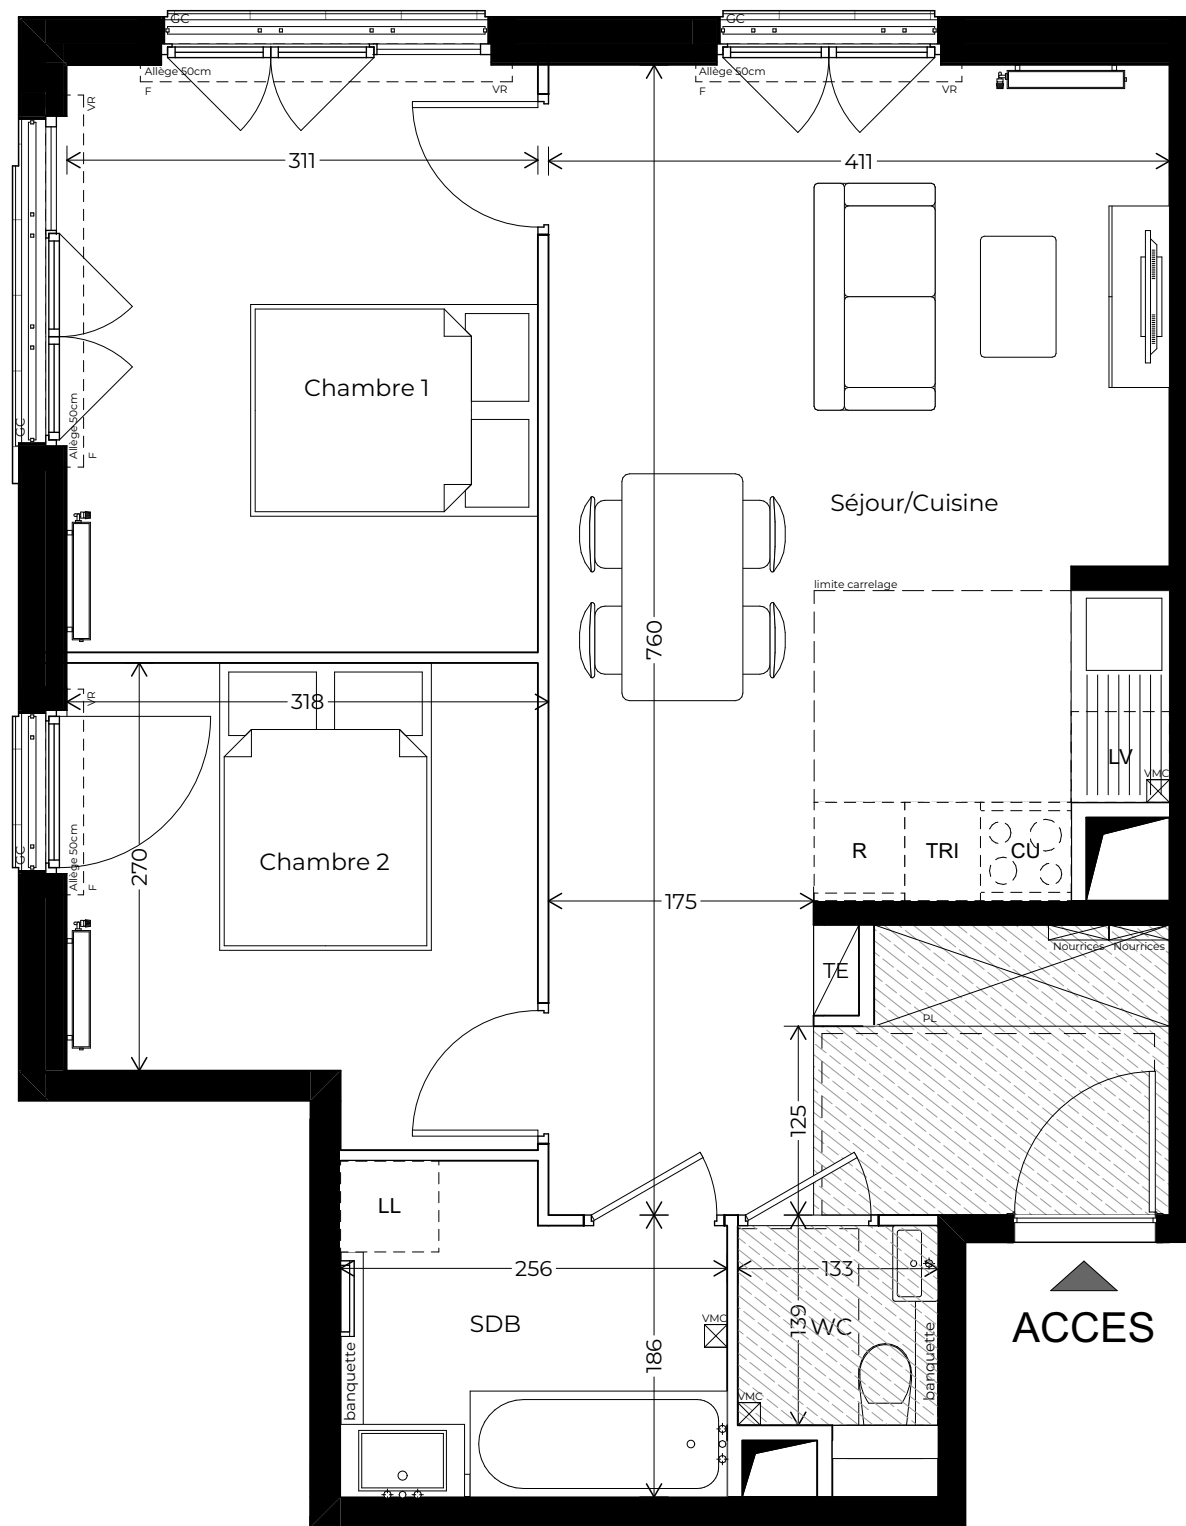 GC
GC
Allège 50cm
F
VR
Allège 50cm
F
VR
VR
311
411
Chambre 1
GC
Allège 50cm
F
Séjour/Cuisine
limite carrelage
760
VR
318
LV
VMC
GC
Allège 50cm
F
270
Chambre 2
R
TRI
CU
175
Nourrices
Nourrices
TE
PL
125
LL
256
133
SDB
VMC
139
WC
ACCES
186
banquette
banquette
VMC